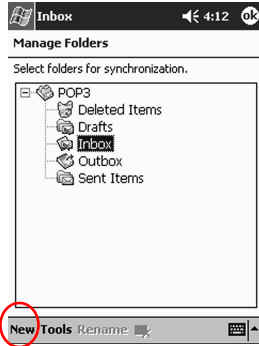 Inbox 4:12 ok
Manage Folders
Select folders for synchronization.
POP3
Deleted Items
Drafts
Inbox
Outbox
Sent Items
New Tools Rename